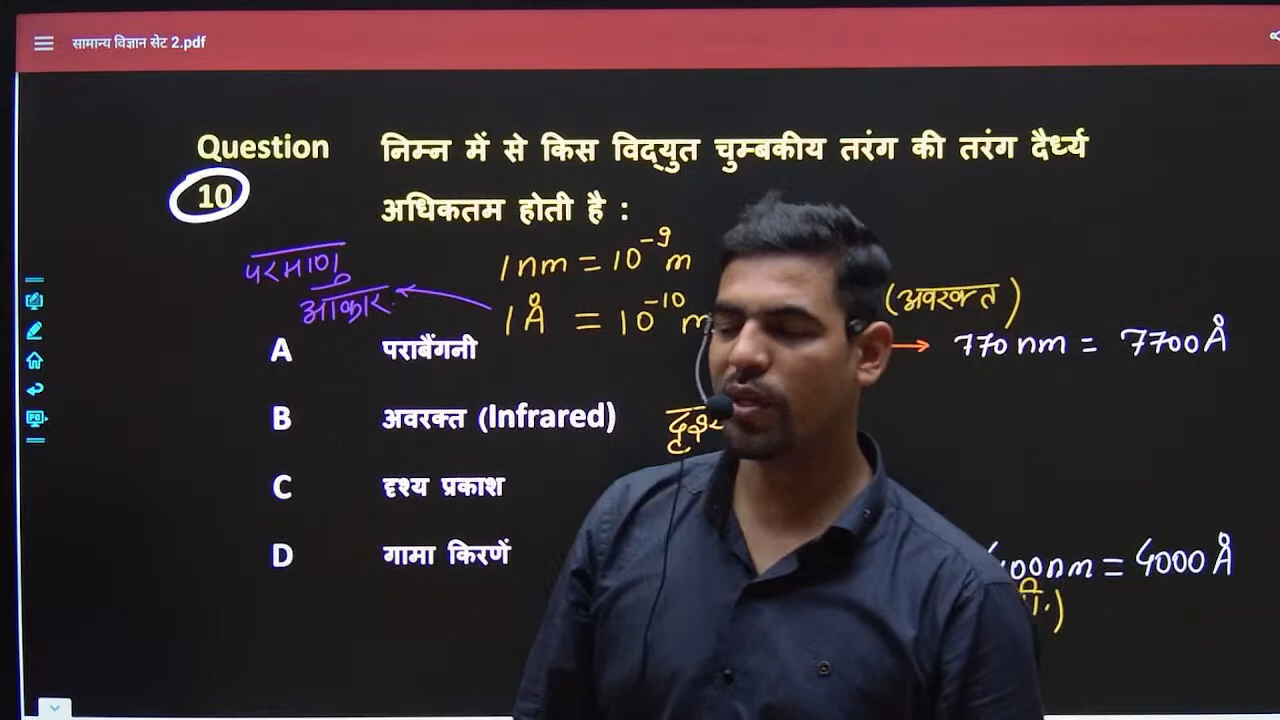 सामान्य विज्ञान सेट 2.pdf
Question 10
निम्न में से किस विद्युत चुम्बकीय तरंग की तरंग दैर्ध्य
अधिकतम होती है :
परमाणु
आकार
1nm = 10⁻⁹ m
1Å = 10⁻¹⁰ m
(अवरक्त)
770 nm = 7700 Å
A पराबैंगनी
B अवरक्त (Infrared)
C दृश्य प्रकाश
D गामा किरणें
400nm = 4000 Å